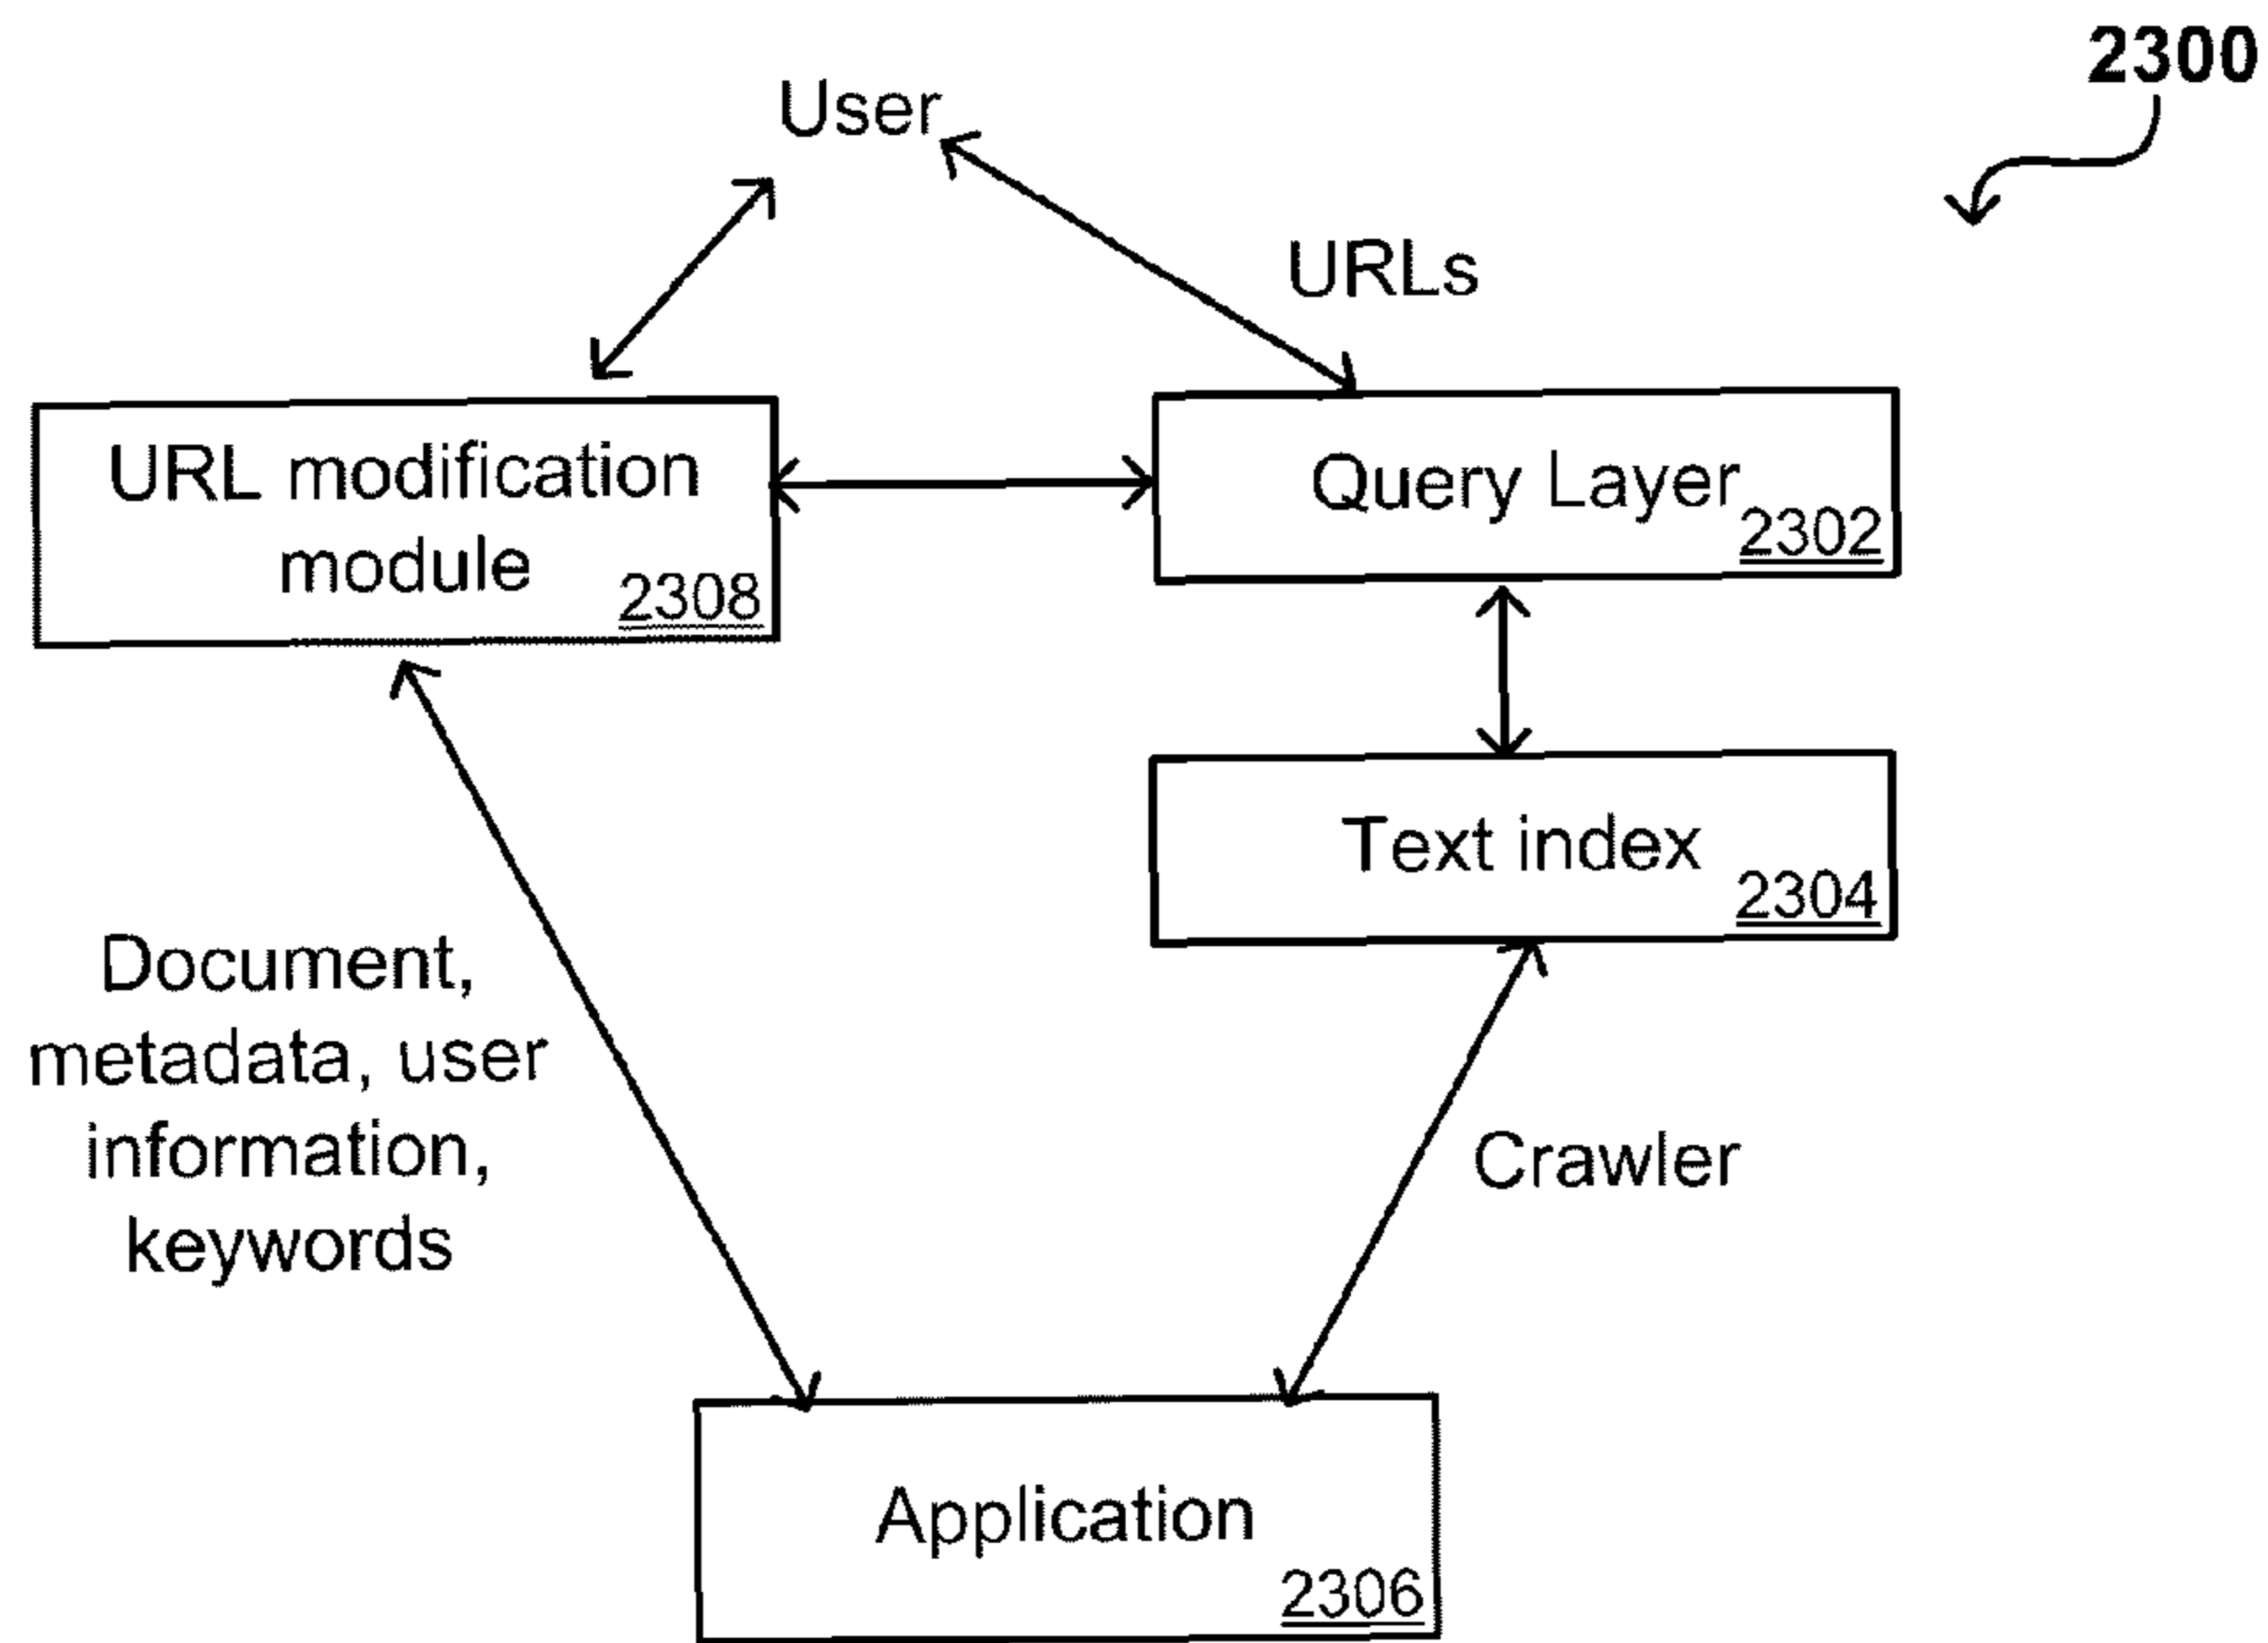 2300
User
URLs
URL modification
module
2308
Query Layer
2302
Text index
2304
Document,
metadata, user
information,
keywords
Crawler
Application
2306